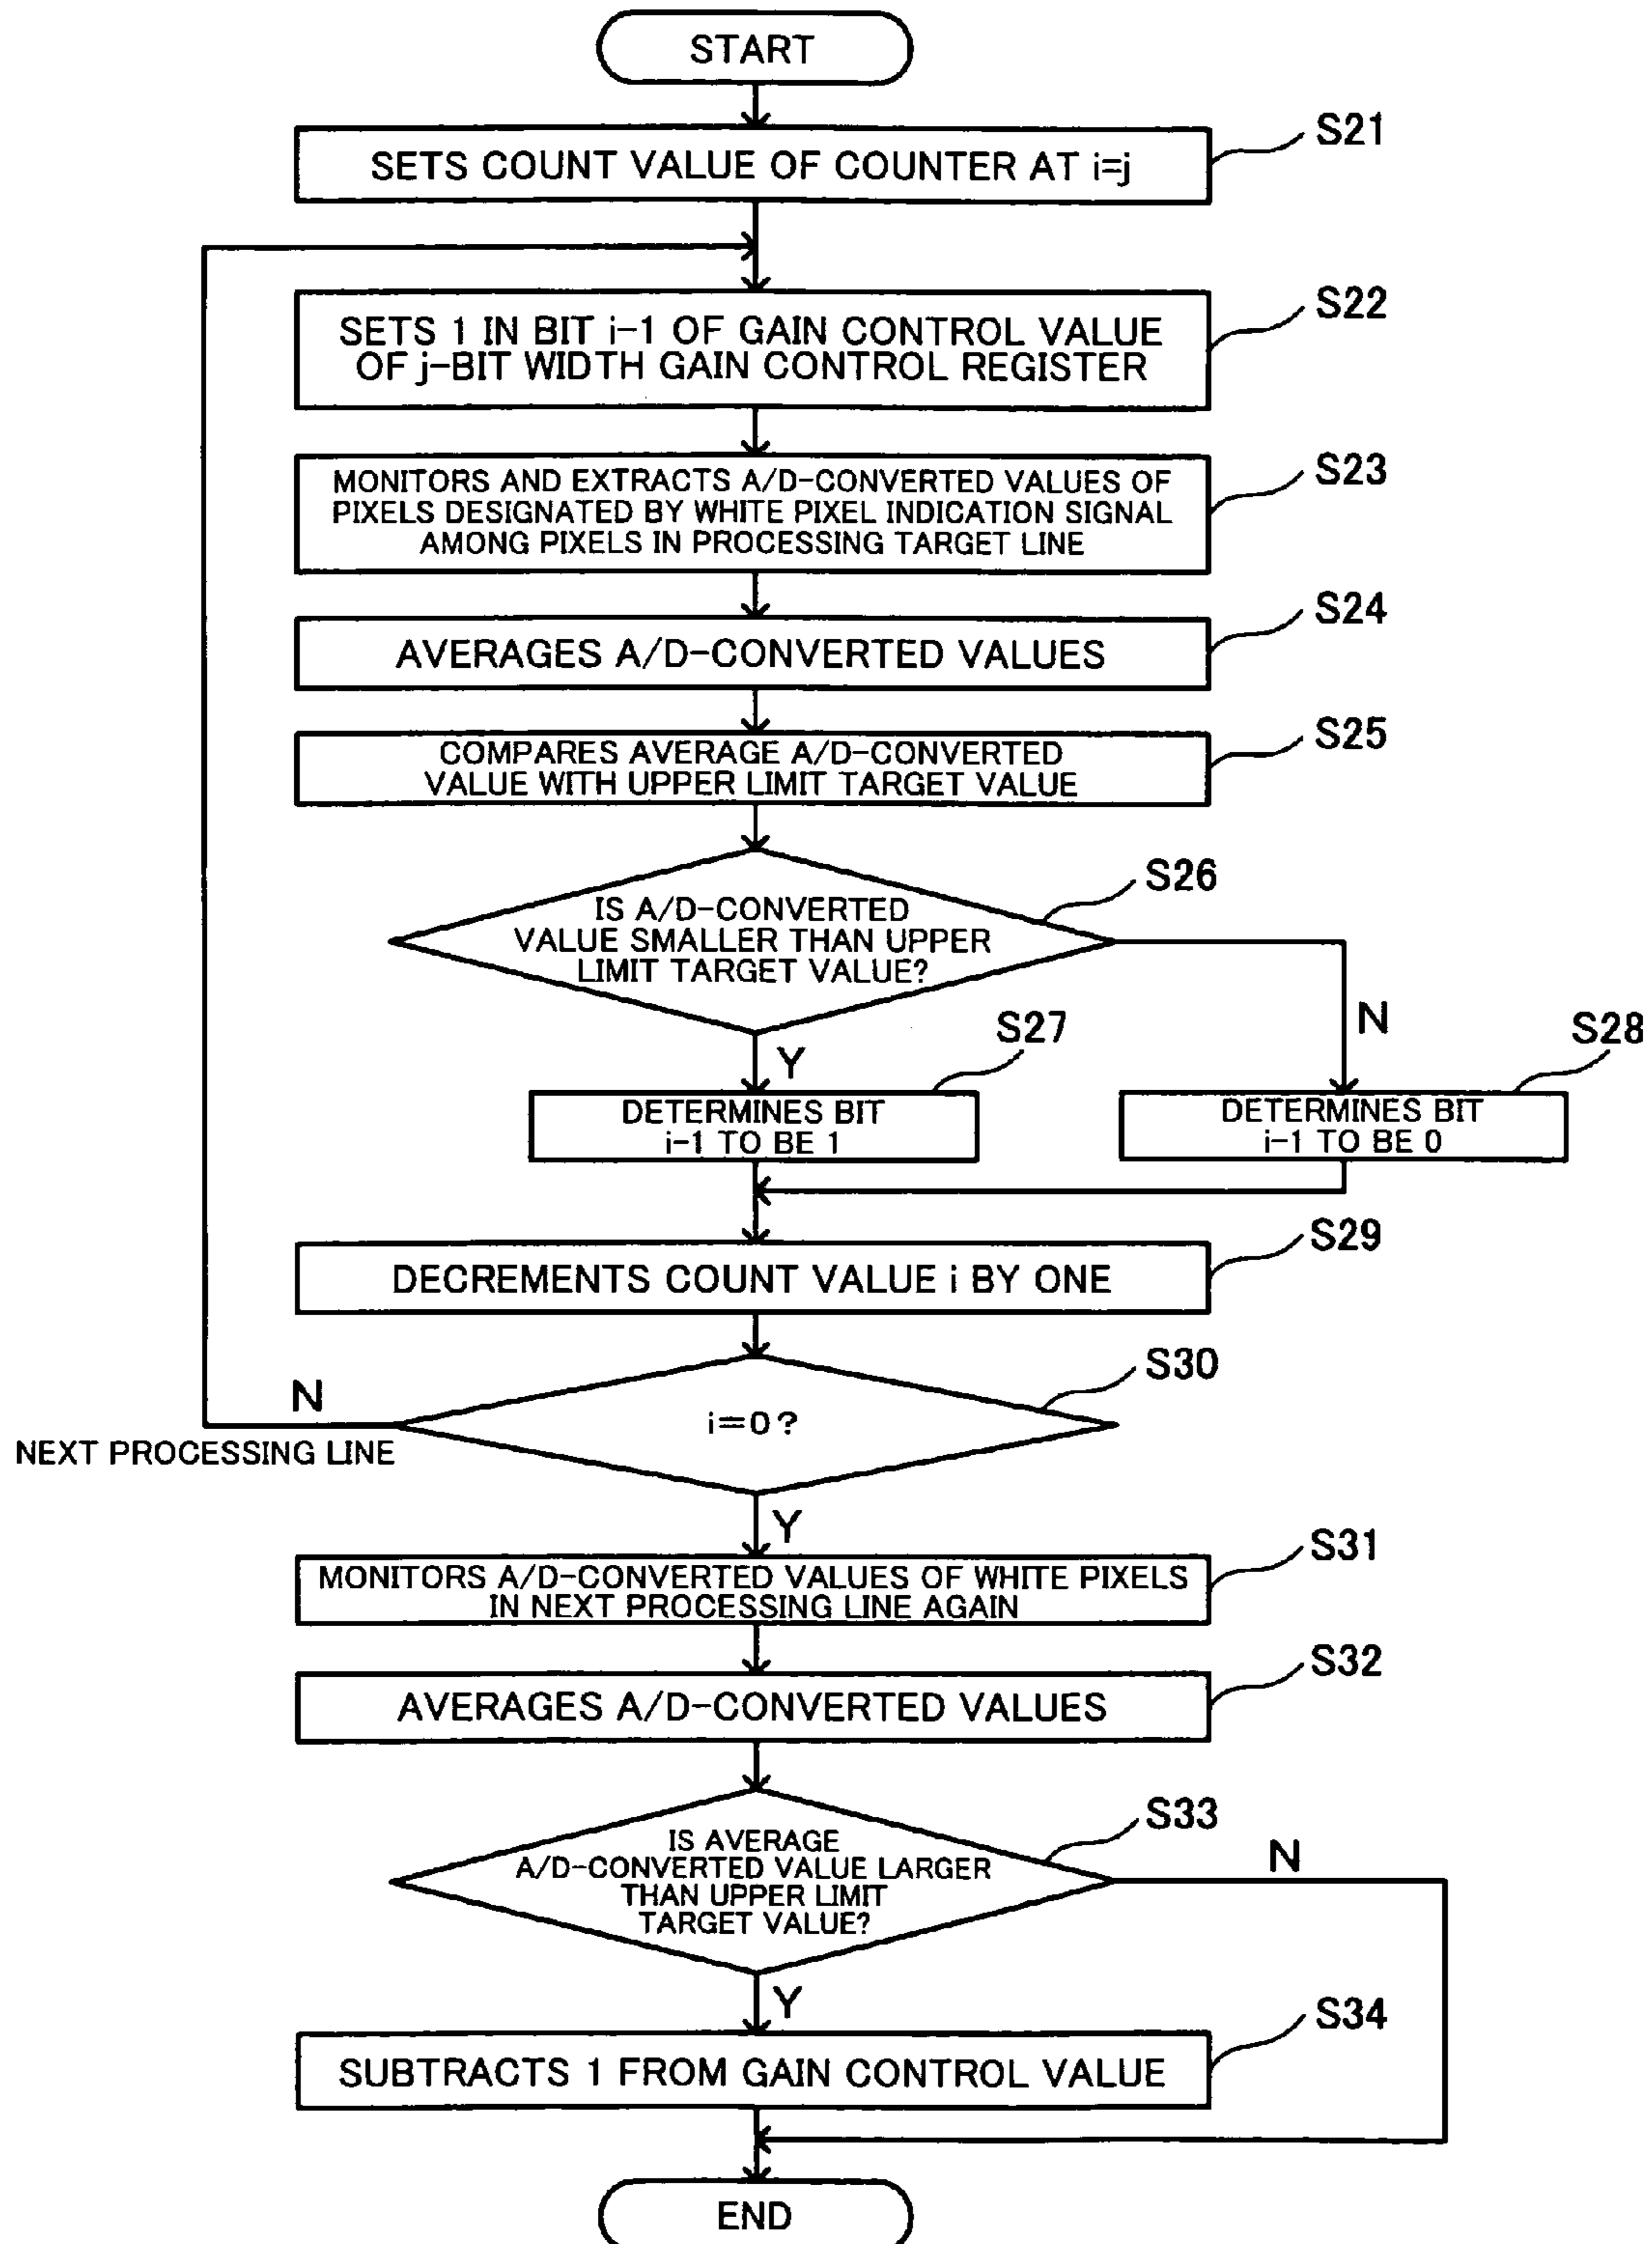 START
S21
SETS COUNT VALUE OF COUNTER AT i=j
S22
SETS 1 IN BIT i-1 OF GAIN CONTROL VALUE
OF j-BIT WIDTH GAIN CONTROL REGISTER
S23
MONITORS AND EXTRACTS A/D-CONVERTED VALUES OF
PIXELS DESIGNATED BY WHITE PIXEL INDICATION SIGNAL
AMONG PIXELS IN PROCESSING TARGET LINE
S24
AVERAGES A/D-CONVERTED VALUES
S25
COMPARES AVERAGE A/D-CONVERTED
VALUE WITH UPPER LIMIT TARGET VALUE
S26
IS A/D-CONVERTED
VALUE SMALLER THAN UPPER
LIMIT TARGET VALUE?
N
Y
S27
S28
DETERMINES BIT
i-1 TO BE 1
DETERMINES BIT
i-1 TO BE 0
S29
DECREMENTS COUNT VALUE i BY ONE
S30
i=0?
N
NEXT PROCESSING LINE
Y
S31
MONITORS A/D-CONVERTED VALUES OF WHITE PIXELS
IN NEXT PROCESSING LINE AGAIN
S32
AVERAGES A/D-CONVERTED VALUES
S33
IS AVERAGE
A/D-CONVERTED VALUE LARGER
THAN UPPER LIMIT
TARGET VALUE?
N
Y
S34
SUBTRACTS 1 FROM GAIN CONTROL VALUE
END